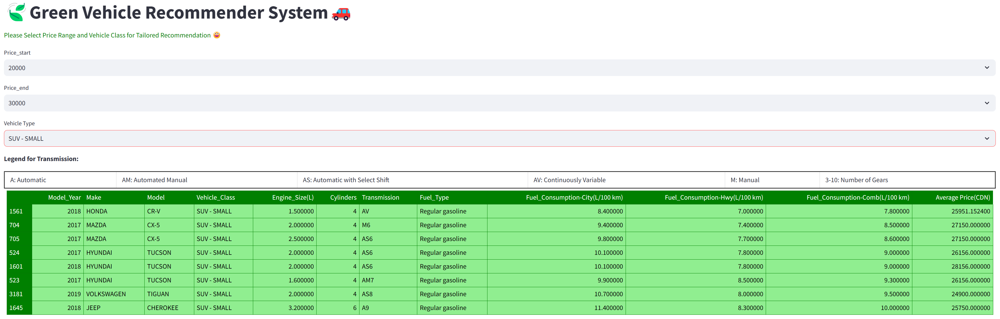 Green Vehicle Recommender System
Please Select Price Range and Vehicle Class for Tailored Recommendation
Price_start
20000
Price_end
30000
Vehicle Type
SUV - SMALL
Legend for Transmission:
A: Automatic AM: Automated Manual AS: Automatic with Select Shift AV: Continuously Variable M: Manual 3-10: Number of Gears
Model_Year Make Model Vehicle_Class Engine_Size(L) Cylinders Transmission Fuel_Type Fuel_Consumption-City(L/100 km) Fuel_Consumption-Hwy(L/100 km) Fuel_Consumption-Comb(L/100 km) Average Price(CDN)
1561 2018 HONDA CR-V SUV - SMALL 1.500000 4 AV Regular gasoline 8.400000 7.000000 7.800000 25951.152400
704 2017 MAZDA CX-5 SUV - SMALL 2.000000 4 M6 Regular gasoline 9.400000 7.400000 8.500000 27150.000000
705 2017 MAZDA CX-5 SUV - SMALL 2.500000 4 AS6 Regular gasoline 9.800000 7.700000 8.600000 27150.000000
524 2017 HYUNDAI TUCSON SUV - SMALL 2.000000 4 AS6 Regular gasoline 10.100000 7.800000 9.000000 26156.000000
1601 2018 HYUNDAI TUCSON SUV - SMALL 2.000000 4 AS6 Regular gasoline 10.100000 7.800000 9.000000 28156.000000
523 2017 HYUNDAI TUCSON SUV - SMALL 1.600000 4 AM7 Regular gasoline 9.900000 8.500000 9.300000 26156.000000
3181 2019 VOLKSWAGEN TIGUAN SUV - SMALL 2.000000 4 AS8 Regular gasoline 10.700000 8.000000 9.500000 24900.000000
1645 2018 JEEP CHEROKEE SUV - SMALL 3.200000 6 A9 Regular gasoline 11.400000 8.300000 10.000000 25750.000000